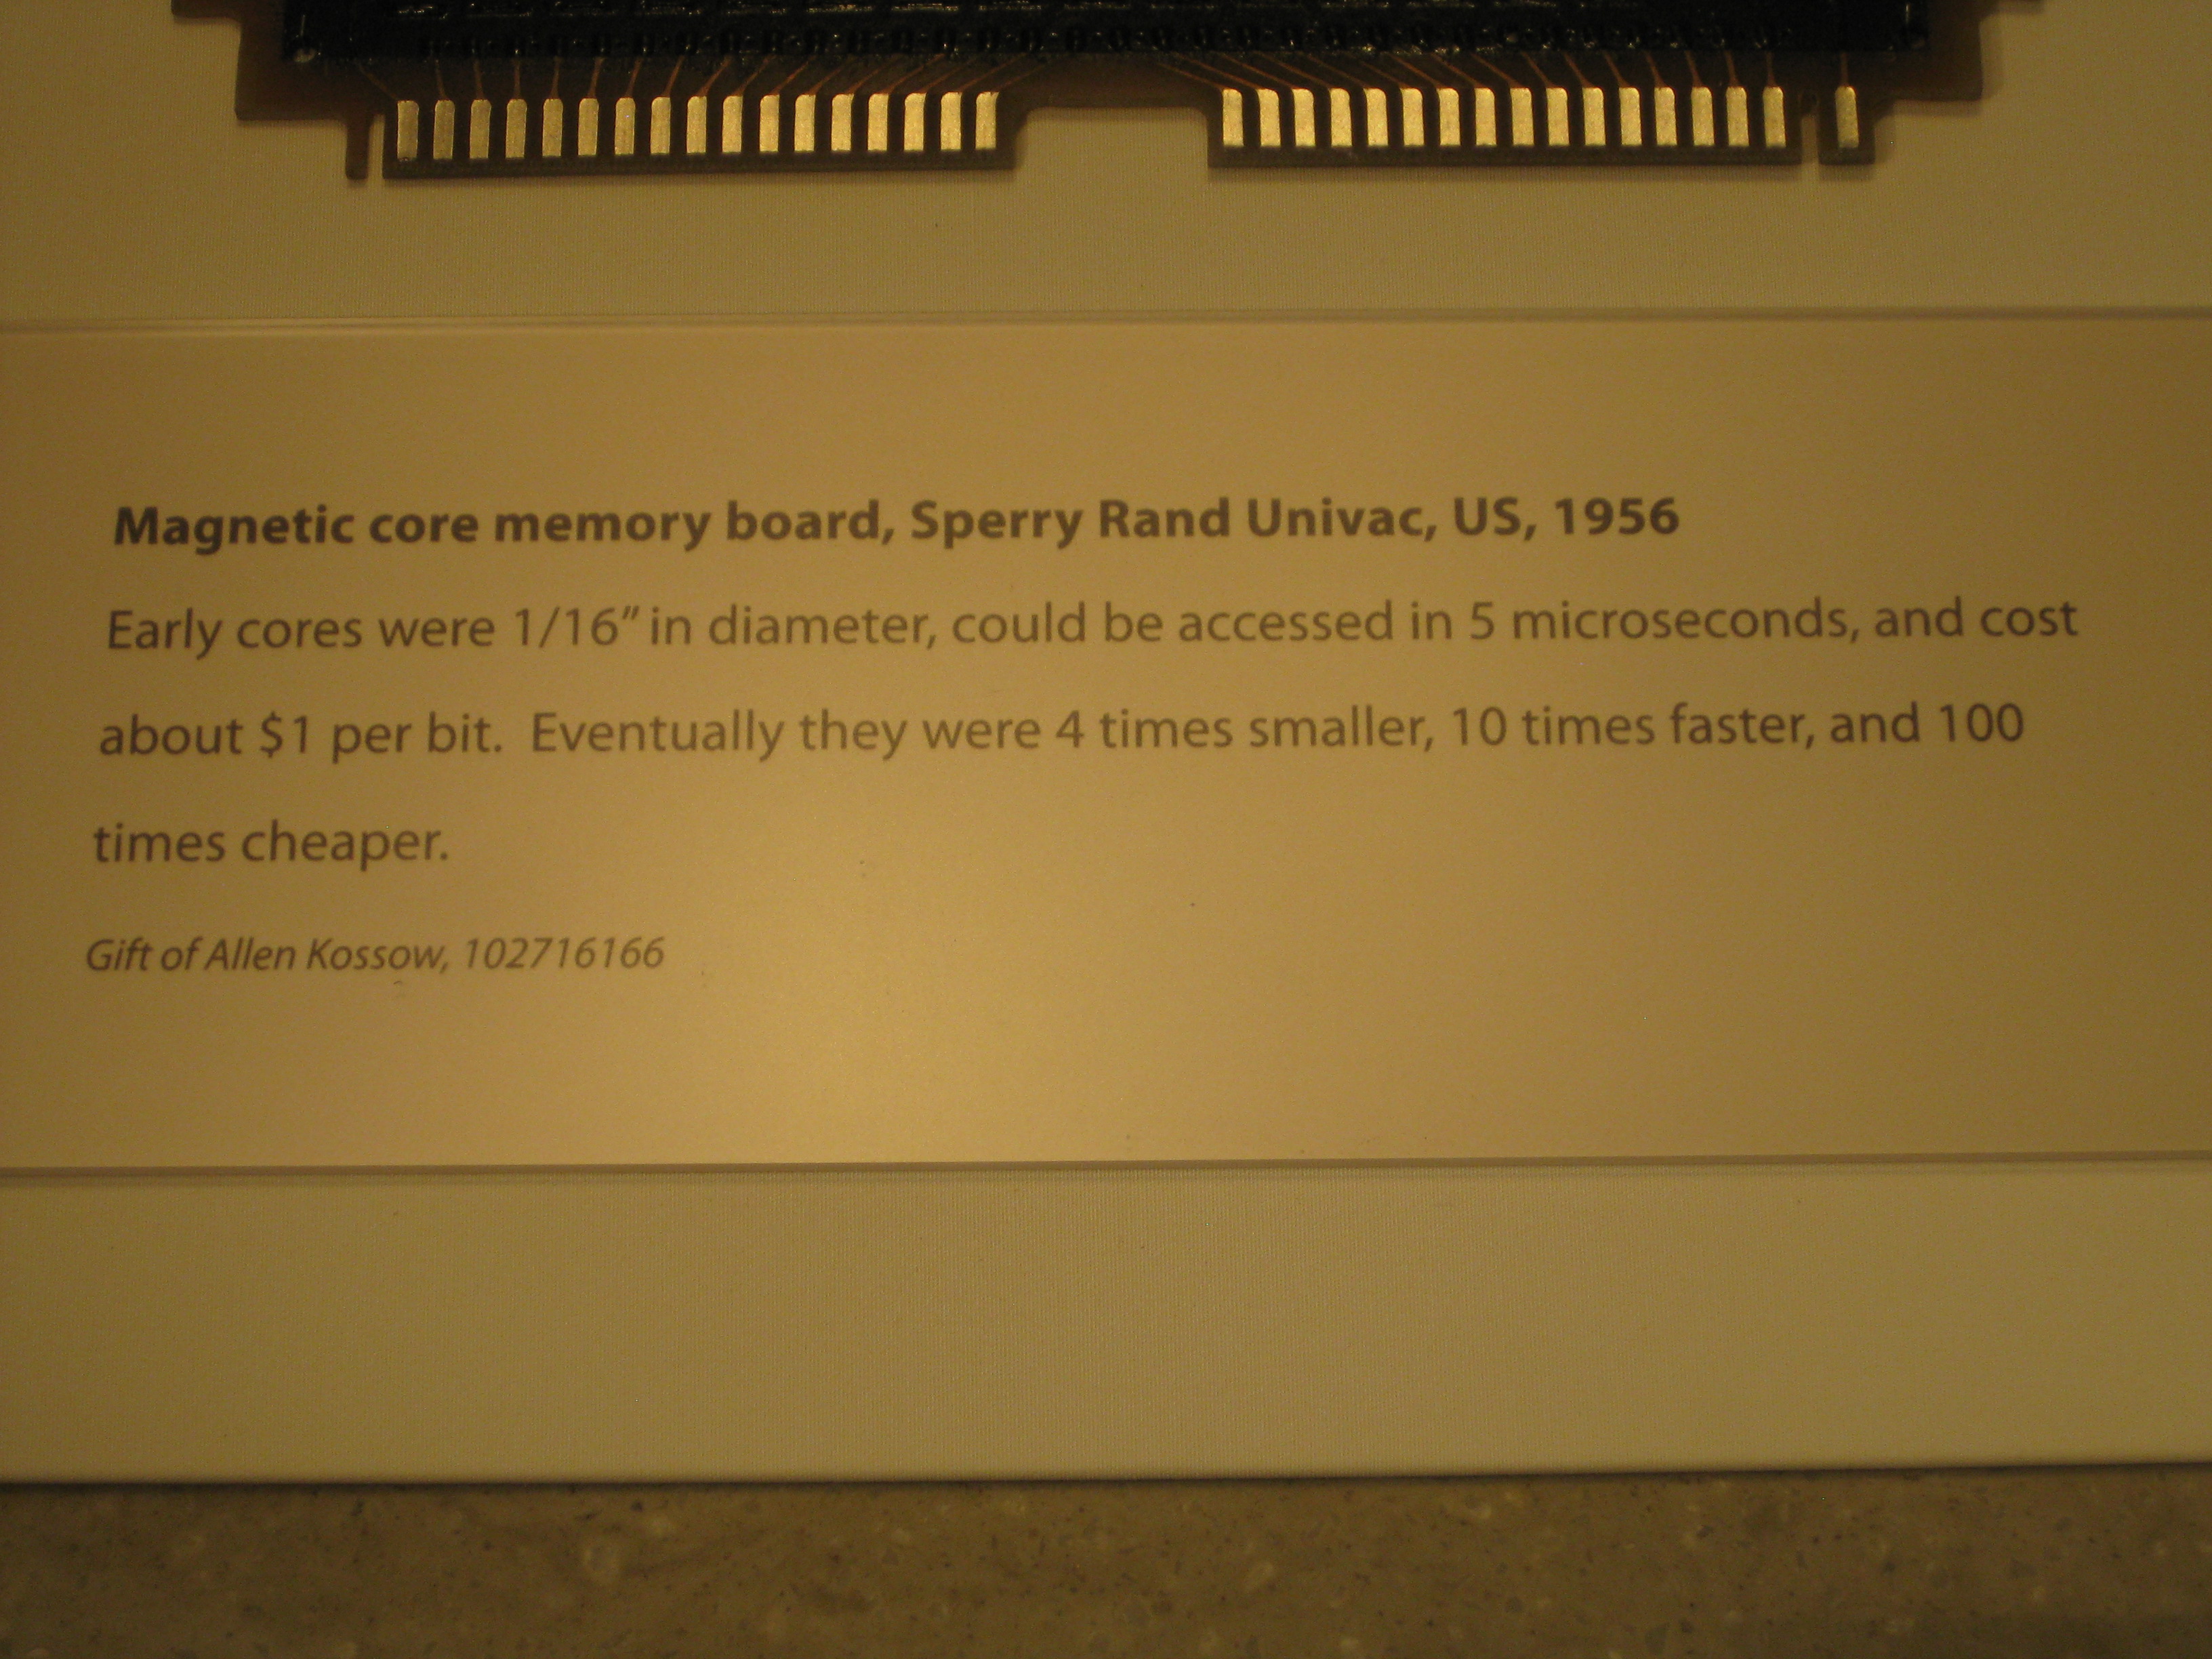 Magnetic core memory board, Sperry Rand Univac, US, 1956
Early cores were 1/16" in diameter, could be accessed in 5 microseconds, and cost
about $1 per bit.  Eventually they were 4 times smaller, 10 times faster, and 100
times cheaper.
Gift of Allen Kossow, 102716166